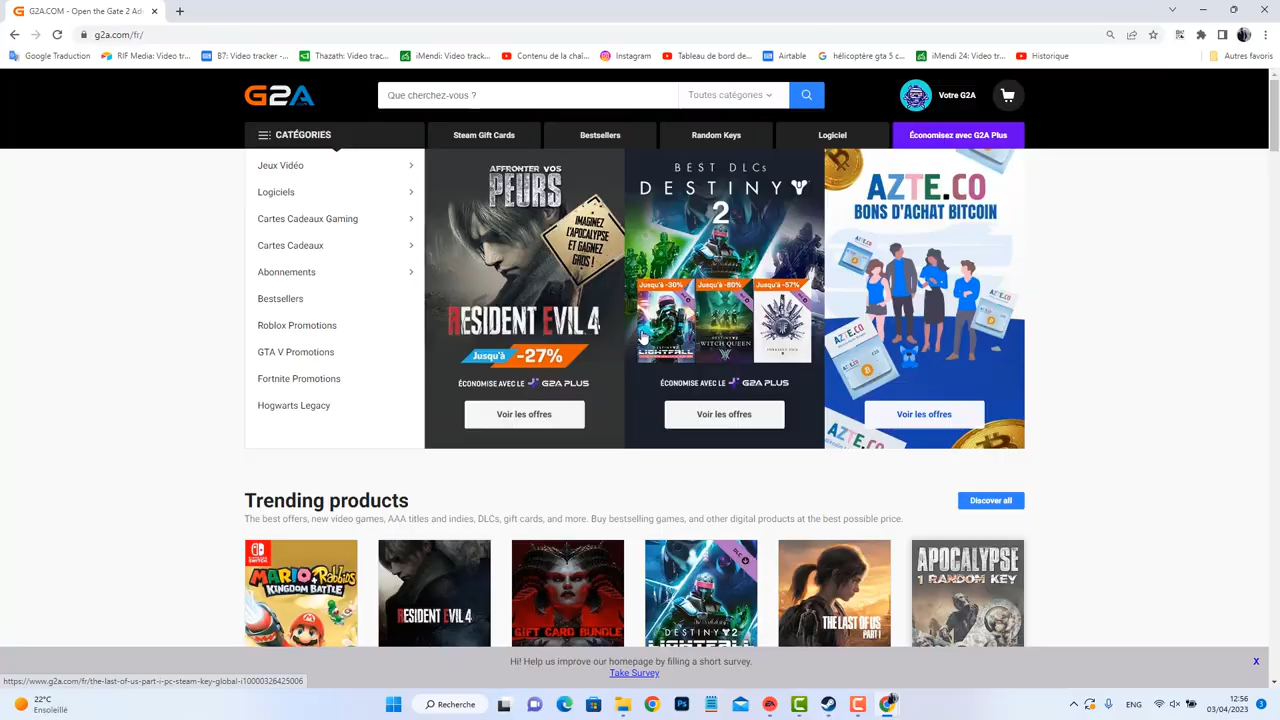 G2A.COM - Open the Gate 2 Ad
g2a.com/fr/
Google Traduction
RIF Media: Video tr...
B7: Video tracker -...
Thazath: Video trac...
iMendi: Video track...
Contenu de la chaî...
Instagram
Tableau de bord de...
Airtable
hélicoptère gta 5 c...
iMendi 24: Video tr...
Historique
Autres favoris
G2A
Que cherchez-vous ?
Toutes catégories
Votre G2A
CATÉGORIES
Steam Gift Cards
Bestsellers
Random Keys
Logiciel
Économisez avec G2A Plus
Jeux Vidéo
Logiciels
Cartes Cadeaux Gaming
Cartes Cadeaux
Abonnements
Bestsellers
Roblox Promotions
GTA V Promotions
Fortnite Promotions
Hogwarts Legacy
AFFRONTER VOS
PEURS
IMAGINEZ
L'APOCALYPSE
ET GAGNEZ
GROS !
RESIDENT EVIL 4
Jusqu'à -27%
ÉCONOMISE AVEC LE G2A PLUS
Voir les offres
BEST DLCs
DESTINY
2
Jusqu'à -30%
Jusqu'à -80%
Jusqu'à -57%
LIGHTFALL
WITCH QUEEN
ÉCONOMISE AVEC LE G2A PLUS
Voir les offres
AZTE.CO
BONS D'ACHAT BITCOIN
AZTE.CO
AZTE.CO
Voir les offres
AZTE.CO
Trending products
Discover all
The best offers, new video games, AAA titles and indies, DLCs, gift cards, and more. Buy bestselling games, and other digital products at the best possible price.
NINTENDO
SWITCH
MARIO + Rabbids
KINGDOM BATTLE
RESIDENT EVIL 4
GIFT CARD BUNDLE
DLC
DESTINY 2
LIGHTFALL
THE LAST OF US
PART I
APOCALYPSE
1 RANDOM KEY
Hi! Help us improve our homepage by filling a short survey.
X
Take Survey
https://www.g2a.com/fr/the-last-of-us-part-i-pc-steam-key-global-i10000326425006
22°C
Ensoleillé
Recherche
ENG
12:56
03/04/2023
3